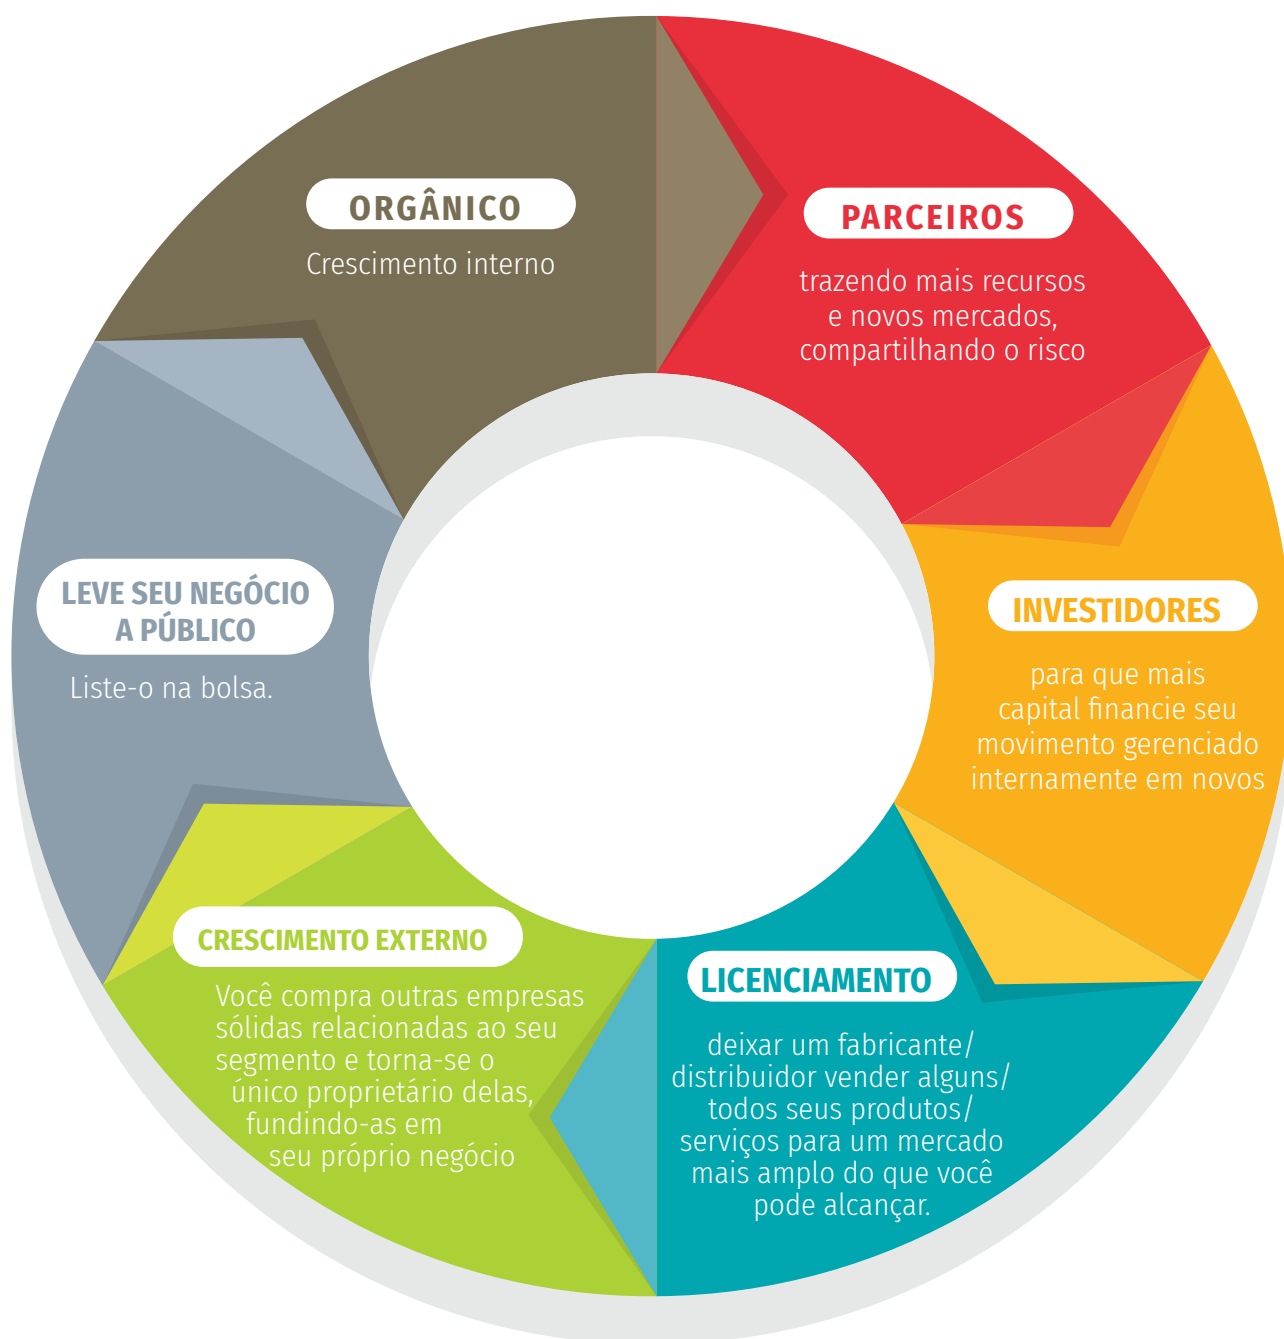 ORGÂNICO
Crescimento interno
PARCEIROS
trazendo mais recursos
e novos mercados,
compartilhando o risco
INVESTIDORES
para que mais
capital financie seu
movimento gerenciado
internamente em novos
LICENCIAMENTO
deixar um fabricante/
distribuidor vender alguns/
todos seus produtos/
serviços para um mercado
mais amplo do que você
pode alcançar.
CRESCIMENTO EXTERNO
Você compra outras empresas
sólidas relacionadas ao seu
segmento e torna-se o
único proprietário delas,
fundindo-as em
seu próprio negócio
LEVE SEU NEGÓCIO
A PÚBLICO
Liste-o na bolsa.